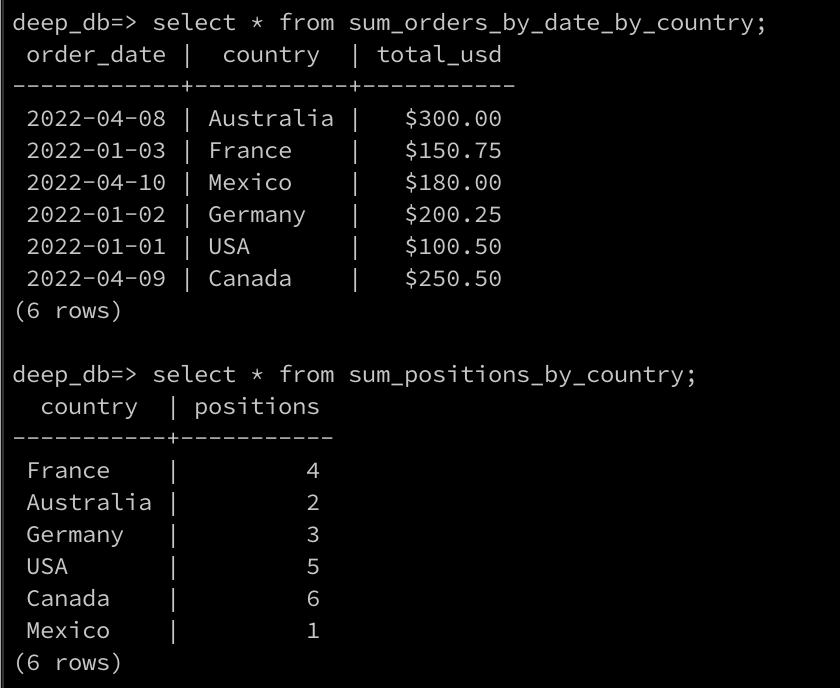 deep_db=> select * from sum_orders_by_date_by_country;
 order_date |  country  | total_usd
------------+-----------+-----------
 2022-04-08 | Australia |   $300.00
 2022-01-03 | France    |   $150.75
 2022-04-10 | Mexico    |   $180.00
 2022-01-02 | Germany   |   $200.25
 2022-01-01 | USA       |   $100.50
 2022-04-09 | Canada    |   $250.50
(6 rows)

deep_db=> select * from sum_positions_by_country;
  country  | positions
-----------+-----------
 France    |         4
 Australia |         2
 Germany   |         3
 USA       |         5
 Canada    |         6
 Mexico    |         1
(6 rows)